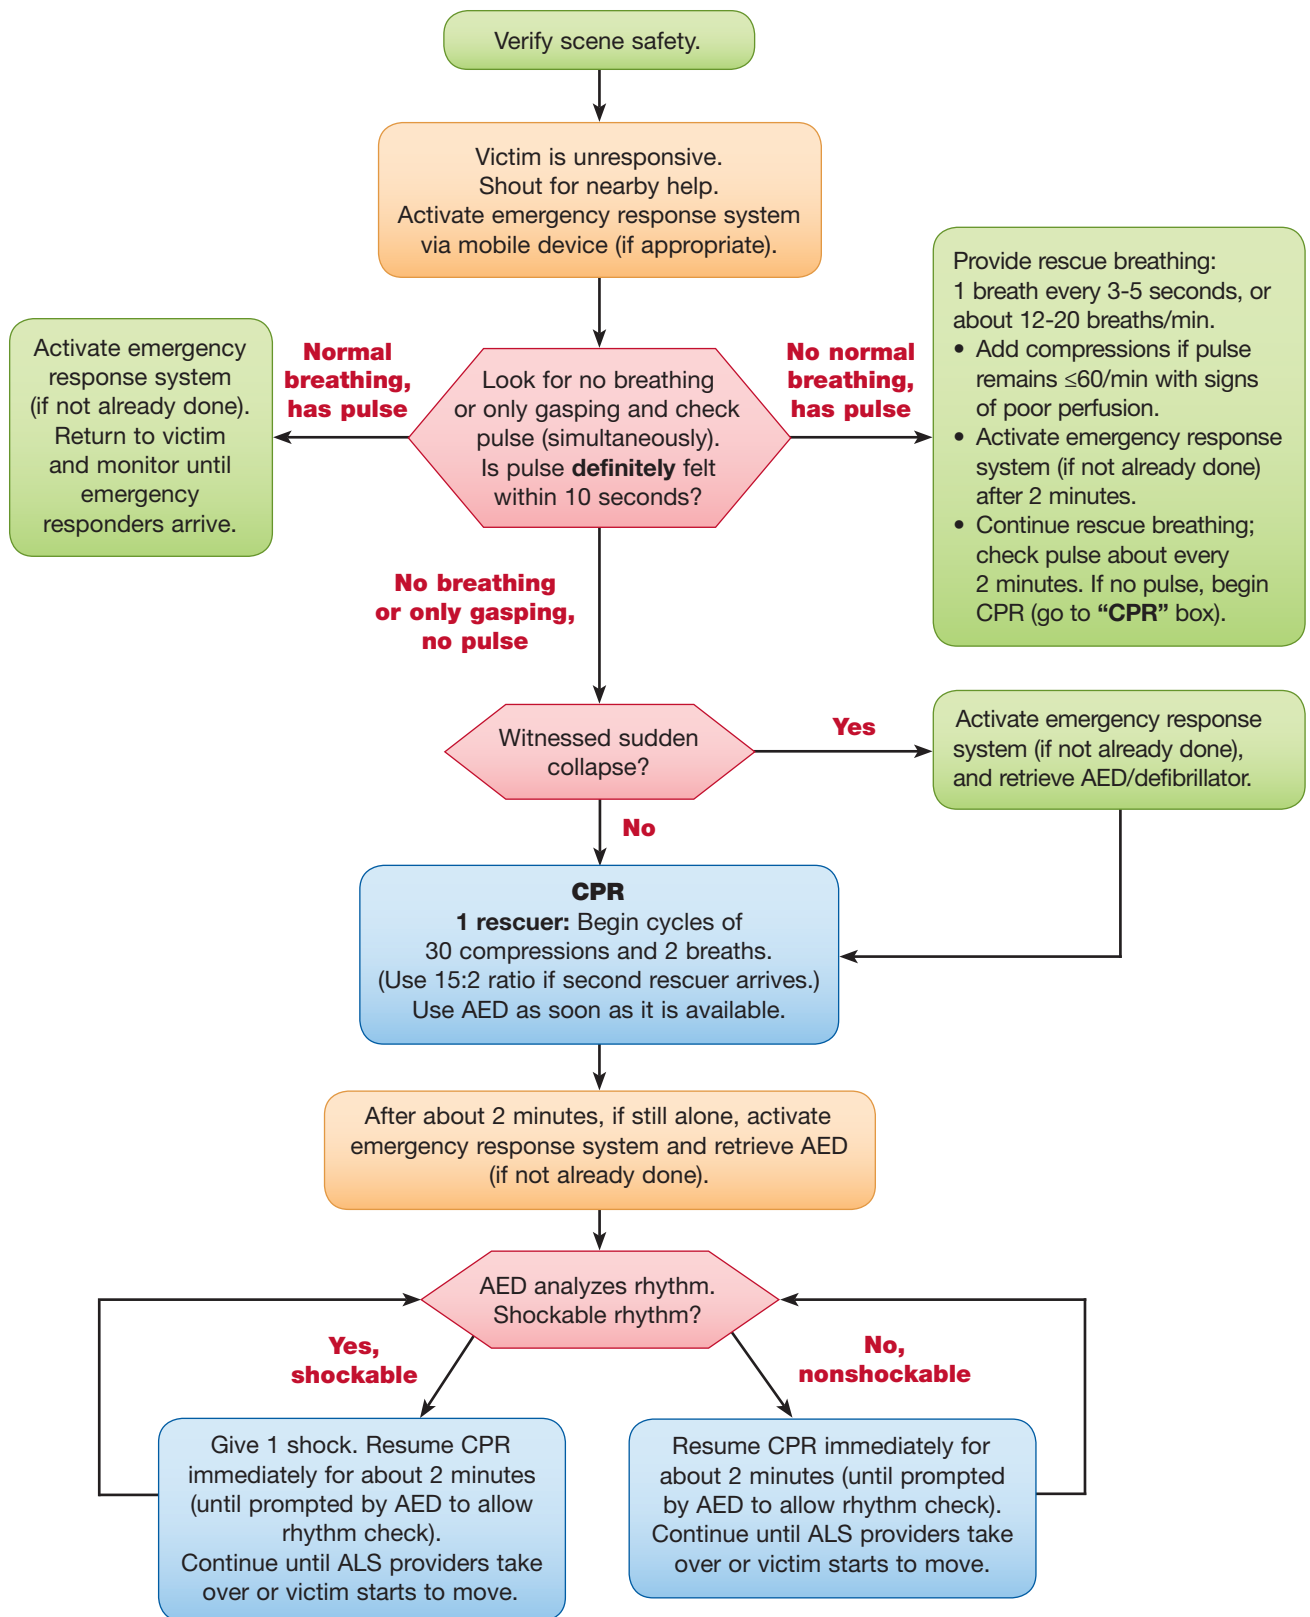 Verify scene safety.
Victim is unresponsive.
Shout for nearby help.
Activate emergency response system
via mobile device (if appropriate).
Normal
breathing,
has pulse
Activate emergency
response system
(if not already done).
Return to victim
and monitor until
emergency
responders arrive.
Look for no breathing
or only gasping and check
pulse (simultaneously).
Is pulse definitely felt
within 10 seconds?
No normal
breathing,
has pulse
Provide rescue breathing:
1 breath every 3-5 seconds, or
about 12-20 breaths/min.
• Add compressions if pulse
remains ≤60/min with signs
of poor perfusion.
• Activate emergency response
system (if not already done)
after 2 minutes.
• Continue rescue breathing;
check pulse about every
2 minutes. If no pulse, begin
CPR (go to “CPR” box).
No breathing
or only gasping,
no pulse
Witnessed sudden
collapse?
Yes
Activate emergency response
system (if not already done),
and retrieve AED/defibrillator.
No
CPR
1 rescuer: Begin cycles of
30 compressions and 2 breaths.
(Use 15:2 ratio if second rescuer arrives.)
Use AED as soon as it is available.
After about 2 minutes, if still alone, activate
emergency response system and retrieve AED
(if not already done).
AED analyzes rhythm.
Shockable rhythm?
Yes,
shockable
No,
nonshockable
Give 1 shock. Resume CPR
immediately for about 2 minutes
(until prompted by AED to allow
rhythm check).
Continue until ALS providers take
over or victim starts to move.
Resume CPR immediately for
about 2 minutes (until prompted
by AED to allow rhythm check).
Continue until ALS providers take
over or victim starts to move.